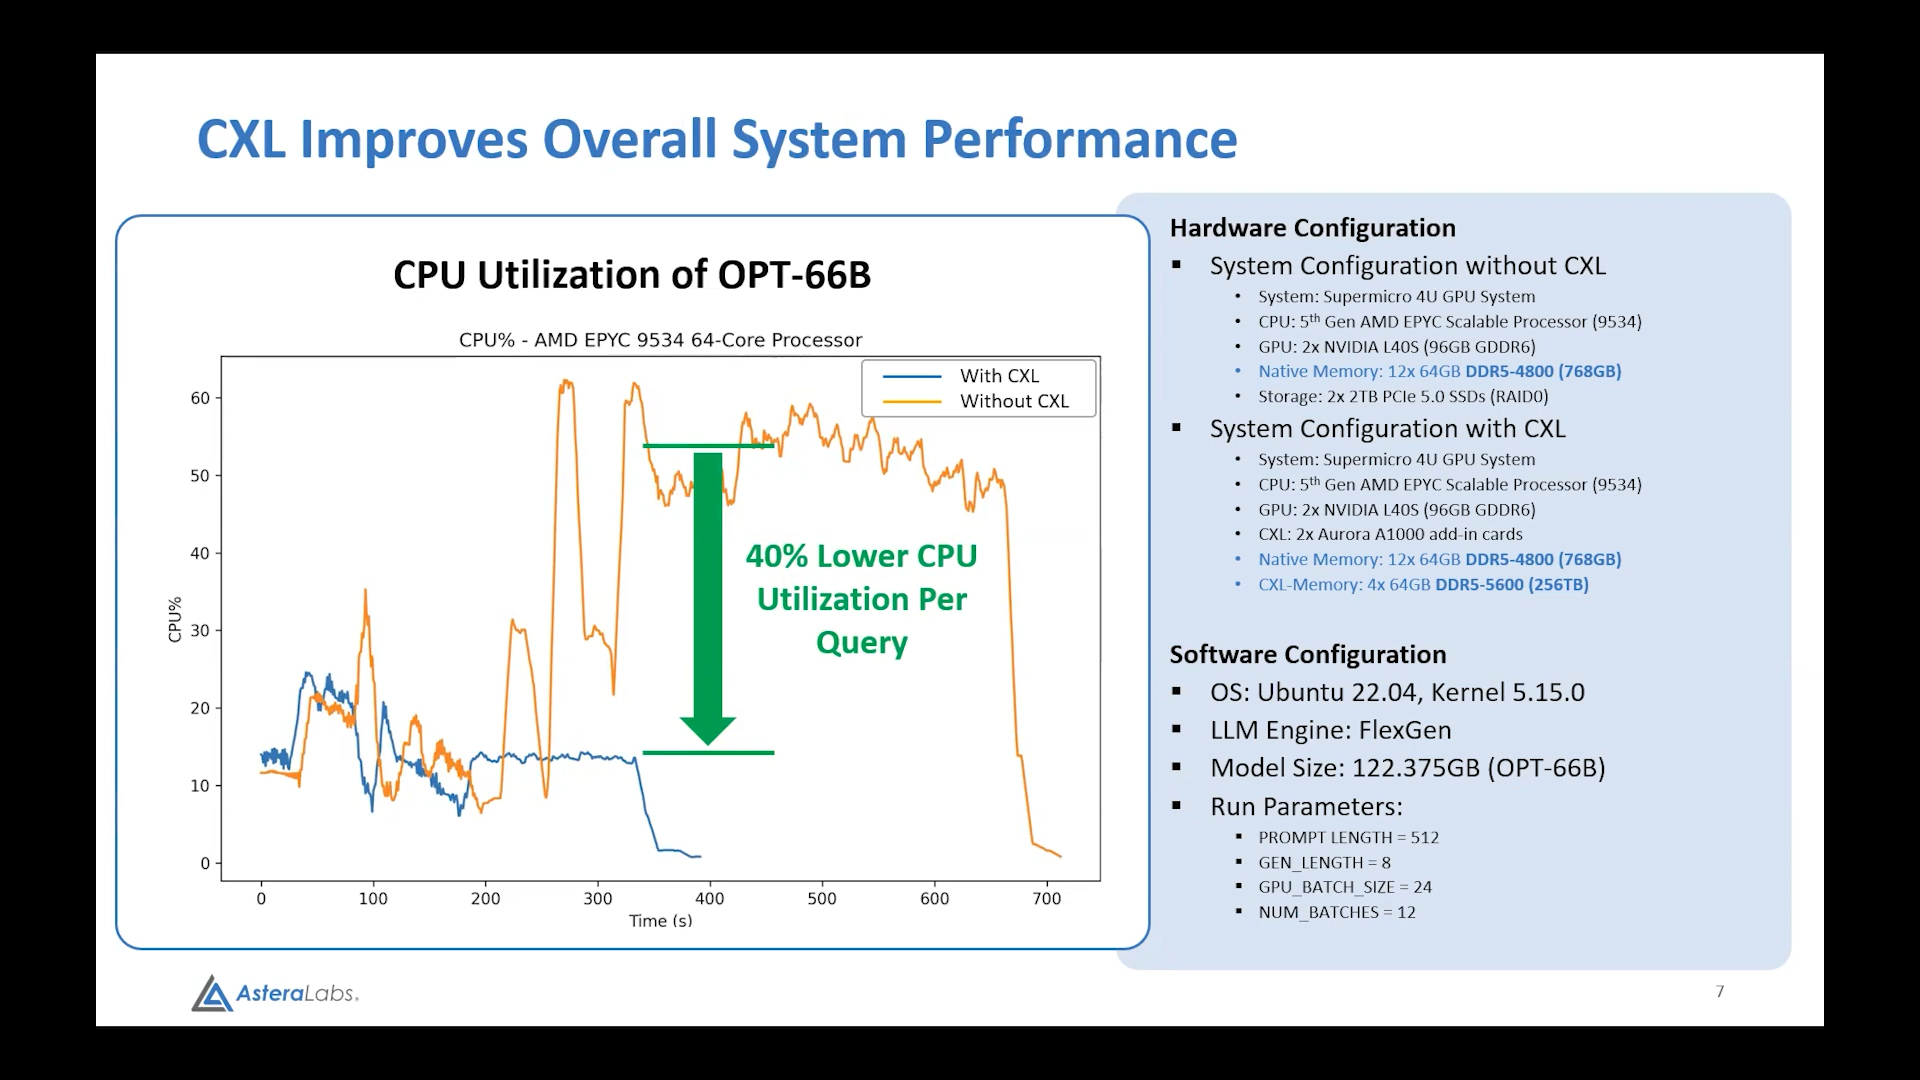 CXL Improves Overall System Performance
CPU Utilization of OPT-66B
CPU% - AMD EPYC 9534 64-Core Processor
With CXL
Without CXL
60
50
40
30
20
10
0
CPU%
40% Lower CPU
Utilization Per
Query
0 100 200 300 400 500 600 700
Time (s)
Hardware Configuration
▪ System Configuration without CXL
• System: Supermicro 4U GPU System
• CPU: 5th Gen AMD EPYC Scalable Processor (9534)
• GPU: 2x NVIDIA L40S (96GB GDDR6)
• Native Memory: 12x 64GB DDR5-4800 (768GB)
• Storage: 2x 2TB PCIe 5.0 SSDs (RAID0)
▪ System Configuration with CXL
• System: Supermicro 4U GPU System
• CPU: 5th Gen AMD EPYC Scalable Processor (9534)
• GPU: 2x NVIDIA L40S (96GB GDDR6)
• CXL: 2x Aurora A1000 add-in cards
• Native Memory: 12x 64GB DDR5-4800 (768GB)
• CXL-Memory: 4x 64GB DDR5-5600 (256TB)
Software Configuration
▪ OS: Ubuntu 22.04, Kernel 5.15.0
▪ LLM Engine: FlexGen
▪ Model Size: 122.375GB (OPT-66B)
▪ Run Parameters:
▪ PROMPT LENGTH = 512
▪ GEN_LENGTH = 8
▪ GPU_BATCH_SIZE = 24
▪ NUM_BATCHES = 12
AsteraLabs.
7